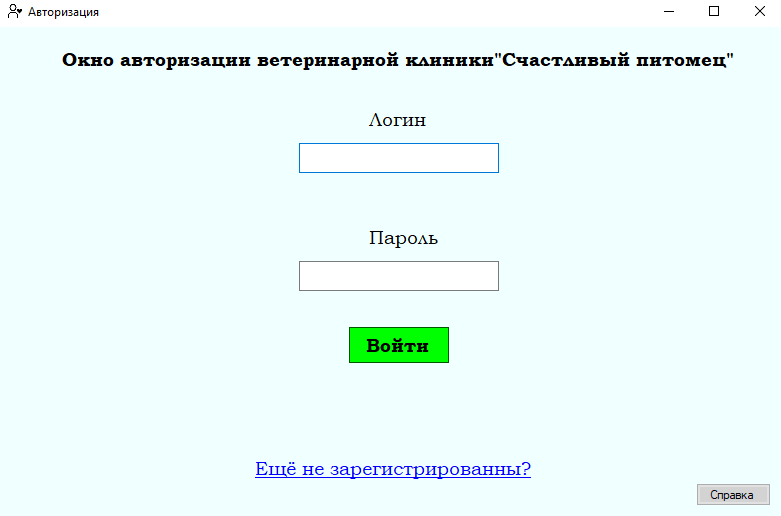 Авторизация
Окно авторизации ветеринарной клиники"Счастливый питомец"
Логин
Пароль
Войти
Ещё не зарегистрированны?
Справка